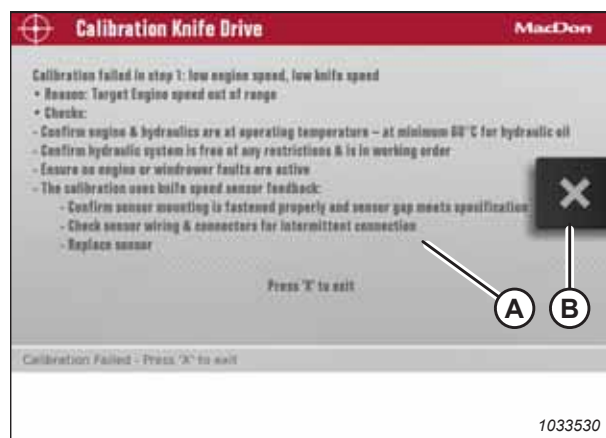 Calibration Knife Drive
MacDon
Calibration failed in step 1: low engine speed, low knife speed
• Reason: Target Engine speed out of range
• Checks:
- Confirm engine & hydraulics are at operating temperature – at minimum 60°C for hydraulic oil
- Confirm hydraulic system is free of any restrictions & is in working order
- Ensure no engine or windrower faults are active
- The calibration uses knife speed sensor feedback:
- Confirm sensor mounting is fastened properly and sensor gap meets specification
- Check sensor wiring & connectors for intermittent connection
- Replace sensor
Press 'X' to exit
A
B
Calibration Failed - Press 'X' to exit
1033530